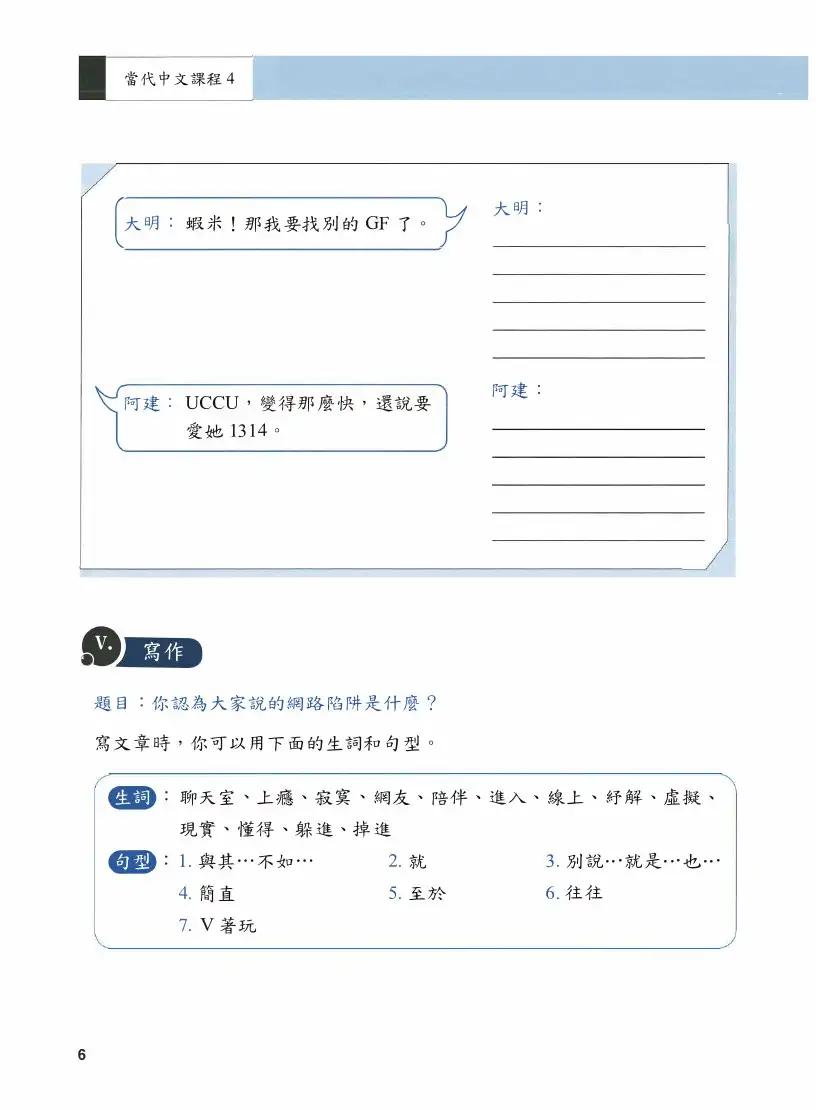 當代中文課程 4
大明： 蝦米！那我要找別的 GF 了。
大明：
阿建： UCCU，變得那麼快，還說要
愛她 1314。
阿建：
V. 寫作
題目：你認為大家說的網路陷阱是什麼？
寫文章時，你可以用下面的生詞和句型。
生詞：聊天室、上癮、寂寞、網友、陪伴、進入、線上、紓解、虛擬、
現實、懂得、躲進、掉進
句型：1. 與其…不如… 2. 就 3. 別說…就是…也…
4. 簡直 5. 至於 6. 往往
7. V 著玩
6